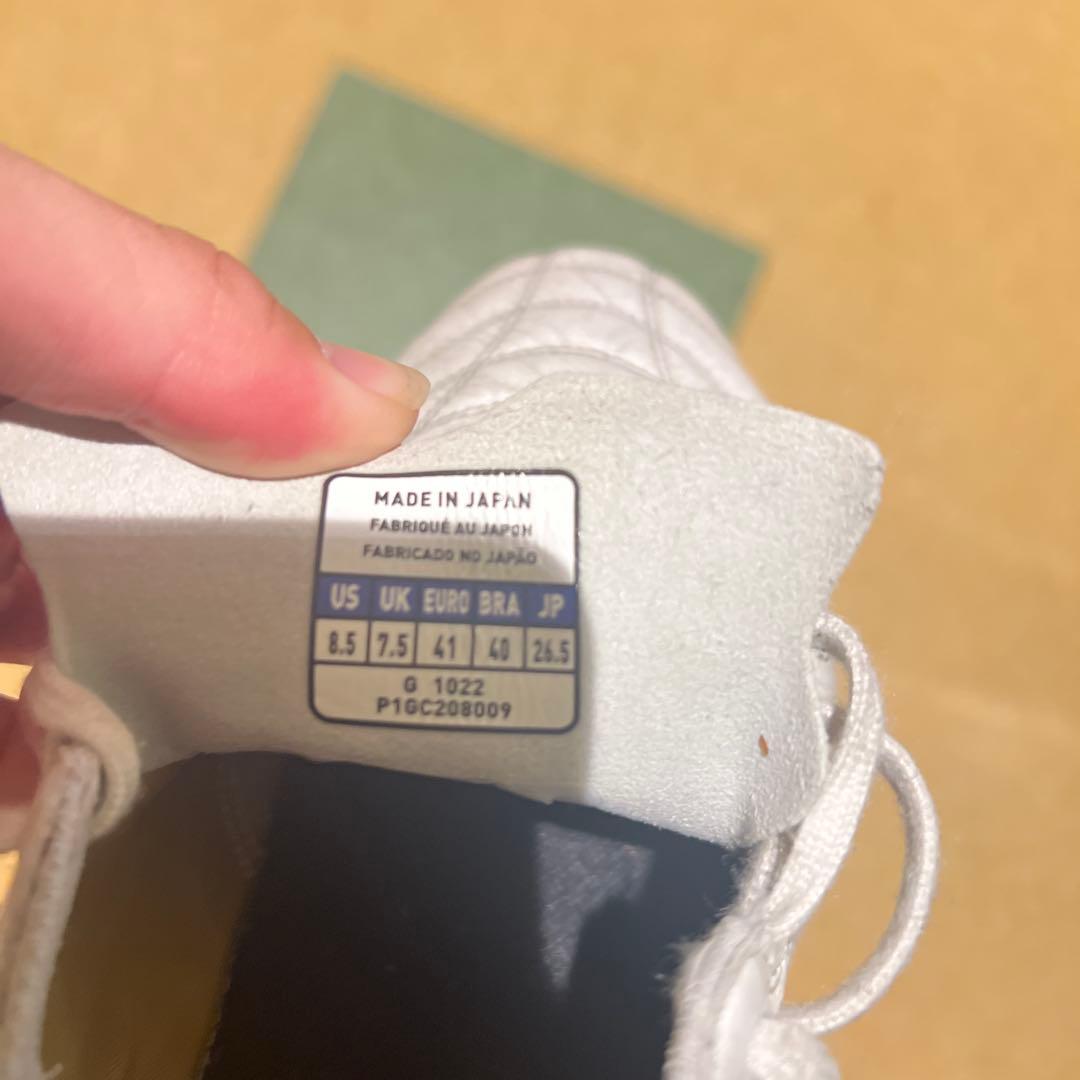 MADE IN JAPAN
FABRIQUÉ AU JAPON
FABRICADO NO JAPÃO
US UK EURO BRA JP
8.5 7.5 41 40 26.5
G 1022
P1GC208009